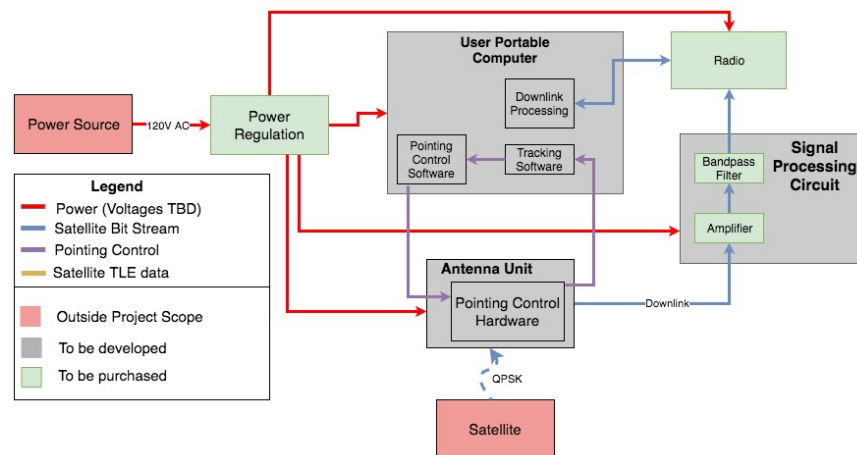 User Portable
Computer
Radio
Downlink
Processing
Power Source
120V AC
Power
Regulation
Pointing
Control
Software
Tracking
Software
Signal
Processing
Circuit
Bandpass
Filter
Amplifier
Legend
Power (Voltages TBD)
Satellite Bit Stream
Pointing Control
Satellite TLE data
Outside Project Scope
To be developed
To be purchased
Antenna Unit
Pointing Control
Hardware
Downlink
QPSK
Satellite